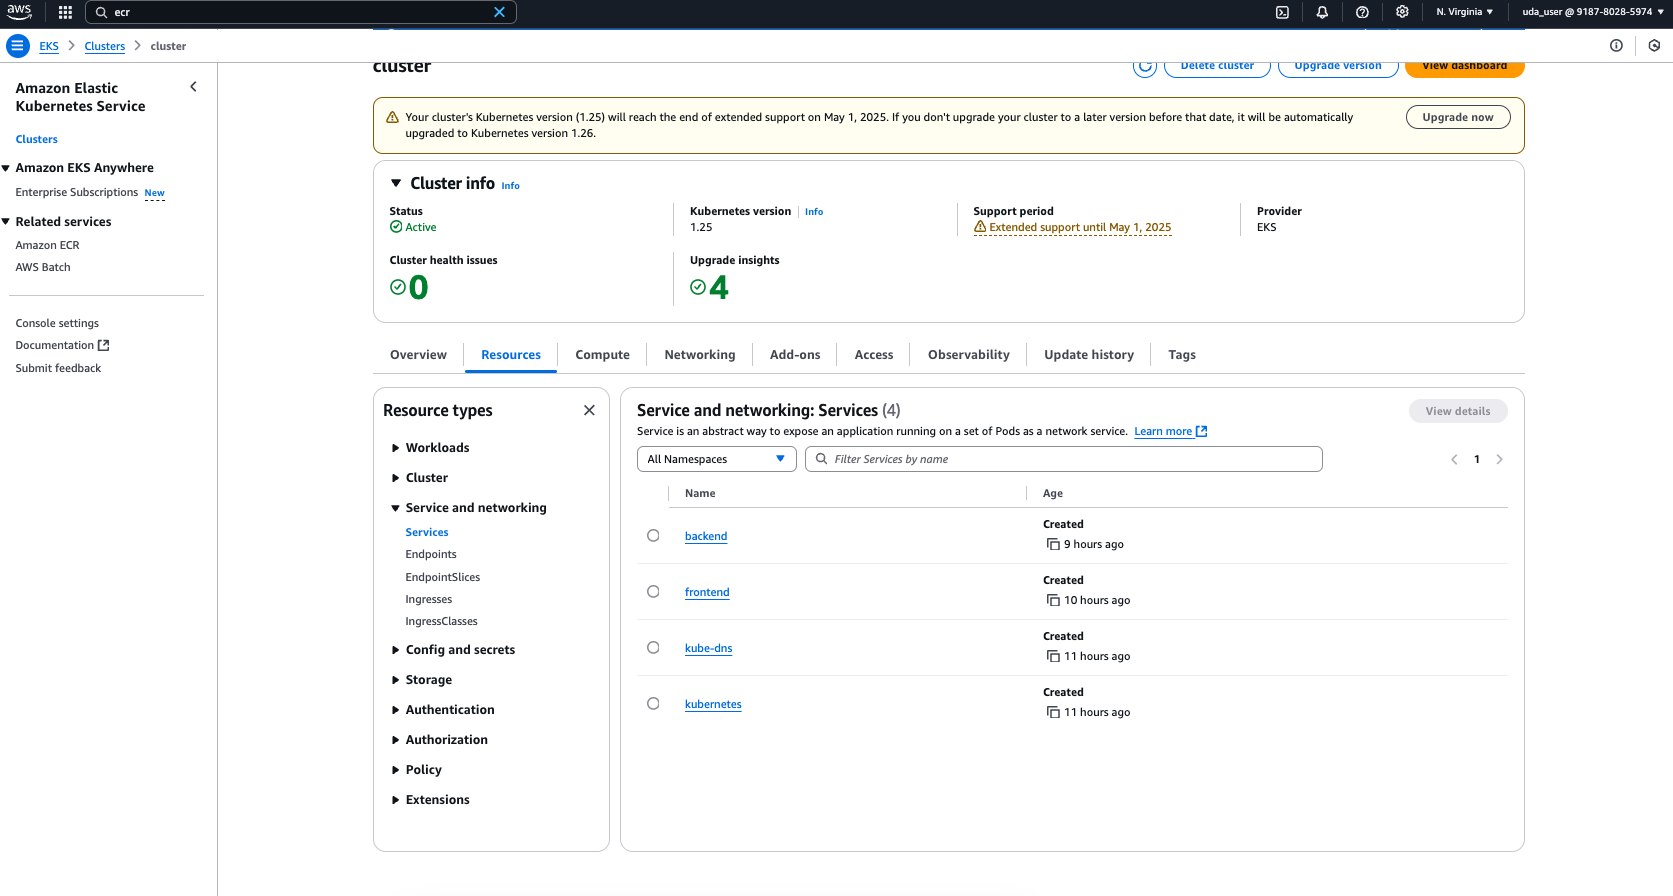 aws
ecr
N. Virginia
uda_user @ 9187-8028-5974
EKS
Clusters
cluster
Amazon Elastic
Kubernetes Service
Clusters
Amazon EKS Anywhere
Enterprise Subscriptions New
Related services
Amazon ECR
AWS Batch
Console settings
Documentation
Submit feedback
cluster
Delete cluster
Upgrade version
View dashboard
Your cluster's Kubernetes version (1.25) will reach the end of extended support on May 1, 2025. If you don't upgrade your cluster to a later version before that date, it will be automatically
upgraded to Kubernetes version 1.26.
Upgrade now
Cluster info Info
Status
Active
Kubernetes version Info
1.25
Support period
Extended support until May 1, 2025
Provider
EKS
Cluster health issues
0
Upgrade insights
4
Overview
Resources
Compute
Networking
Add-ons
Access
Observability
Update history
Tags
Resource types
Workloads
Cluster
Service and networking
Services
Endpoints
EndpointSlices
Ingresses
IngressClasses
Config and secrets
Storage
Authentication
Authorization
Policy
Extensions
Service and networking: Services (4)
View details
Service is an abstract way to expose an application running on a set of Pods as a network service. Learn more
All Namespaces
Filter Services by name
1
Name
Age
backend
Created
9 hours ago
frontend
Created
10 hours ago
kube-dns
Created
11 hours ago
kubernetes
Created
11 hours ago